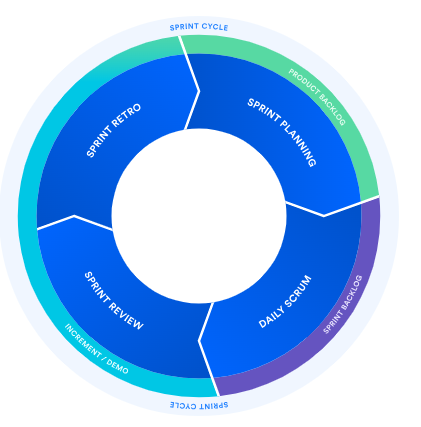 SPRINT CYCLE
PRODUCT BACKLOG
SPRINT PLANNING
SPRINT BACKLOG
DAILY SCRUM
SPRINT REVIEW
INCREMENT / DEMO
SPRINT RETRO
SPRINT CYCLE